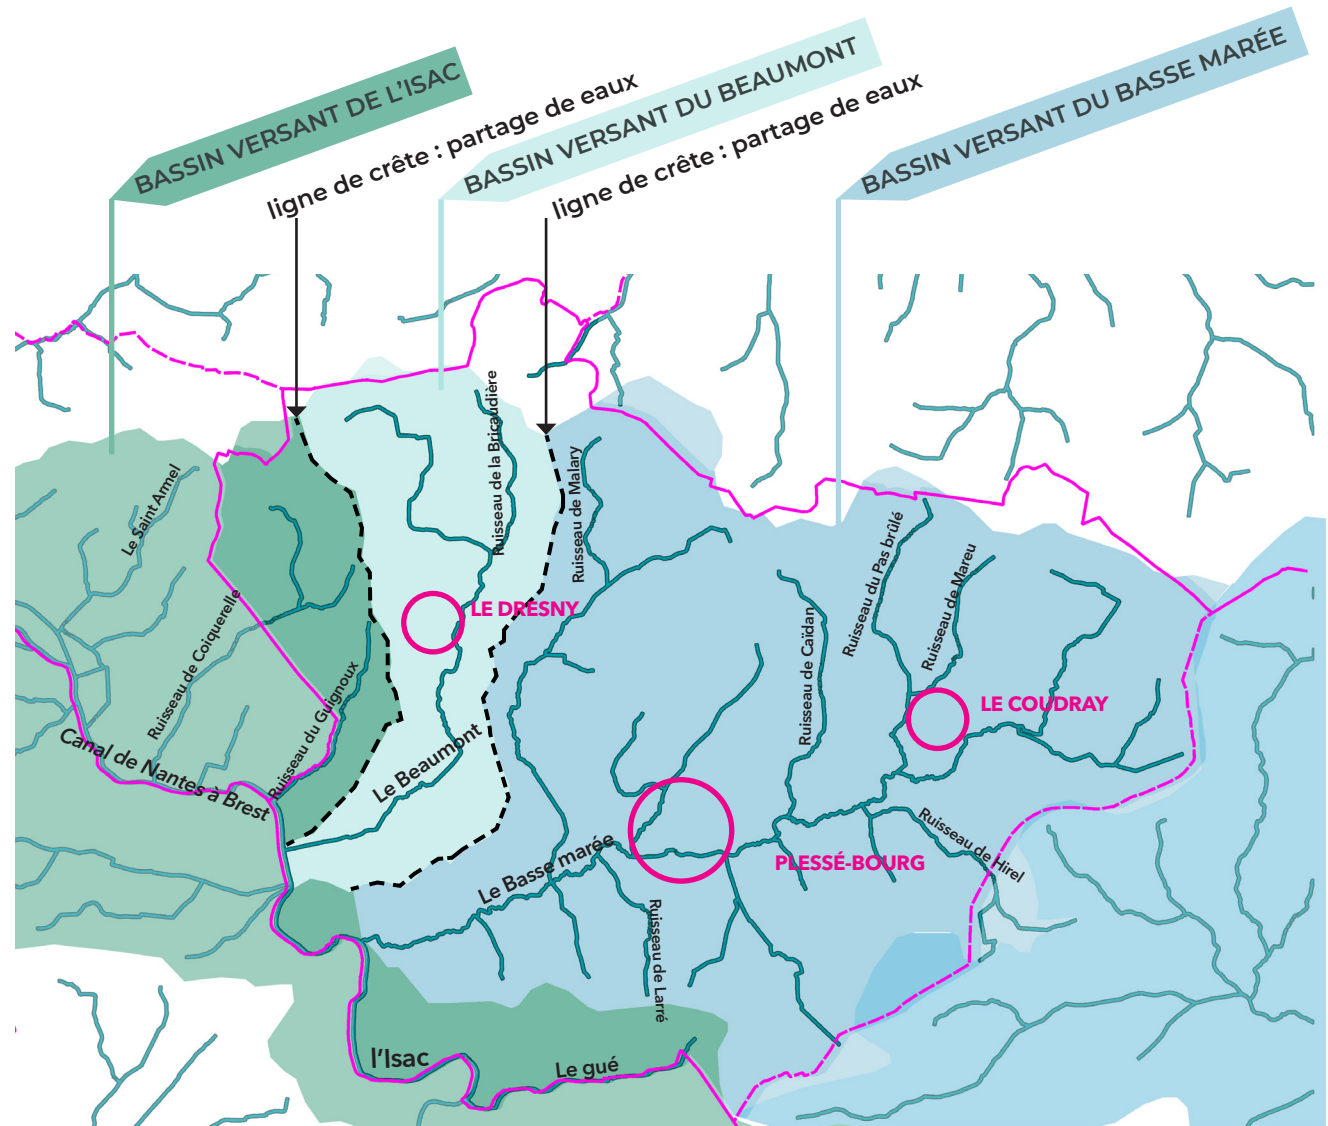 BASSIN VERSANT DE L'ISAC
ligne de crête : partage de eaux
BASSIN VERSANT DU BEAUMONT
ligne de crête : partage de eaux
BASSIN VERSANT DU BASSE MARÉE
Ruisseau de la Bricaudière
Le Saint Armel
Ruisseau de Malary
Ruisseau du Pas brûlé
Ruisseau de Mareu
Ruisseau de Coiquerelle
LE DRESNY
Ruisseau de Caïdan
Ruisseau du Guignoux
LE COUDRAY
Canal de Nantes à Brest
Le Beaumont
Le Basse marée
PLESSÉ-BOURG
Ruisseau de Hirel
Ruisseau de Larré
l'Isac
Le gué